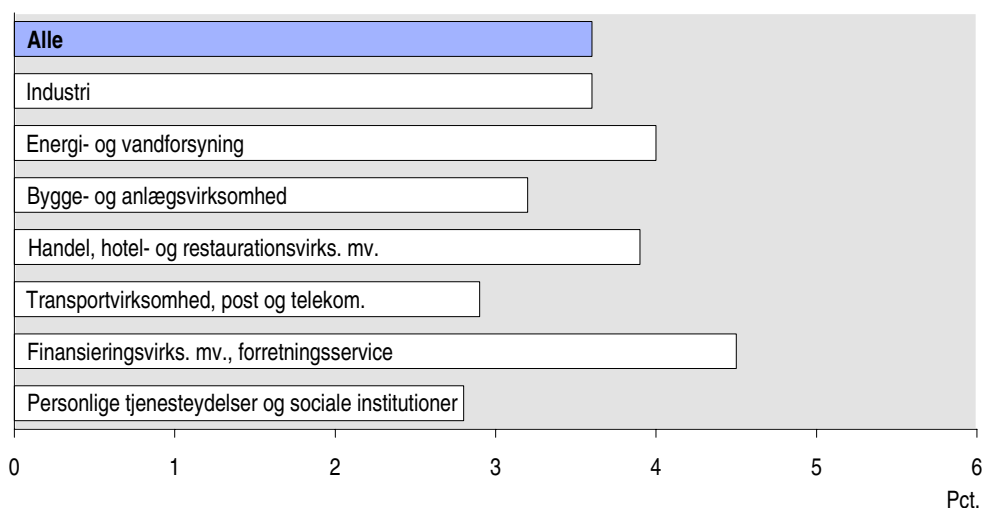 Alle
Industri
Energi- og vandforsyning
Bygge- og anlægsvirksomhed
Handel, hotel- og restaurationsvirks. mv.
Transportvirksomhed, post og telekom.
Finansieringsvirks. mv., forretningsservice
Personlige tjenesteydelser og sociale institutioner
0 1 2 3 4 5 6
Pct.